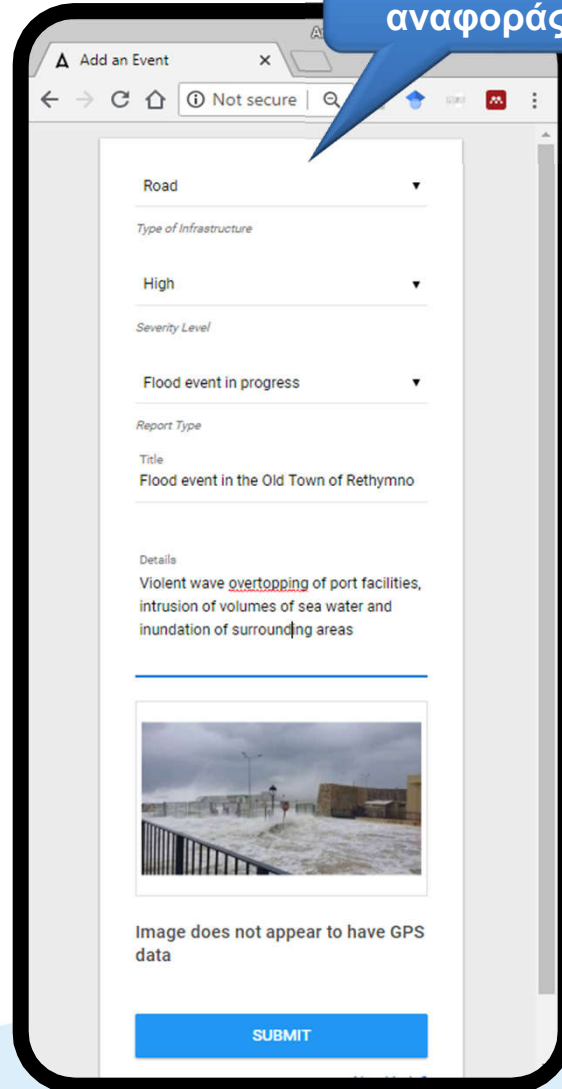 αναφοράς
Add an Event
Not secure
Road
Type of Infrastructure
High
Severity Level
Flood event in progress
Report Type
Title
Flood event in the Old Town of Rethymno
Details
Violent wave overtopping of port facilities,
intrusion of volumes of sea water and
inundation of surrounding areas
Image does not appear to have GPS
data
SUBMIT